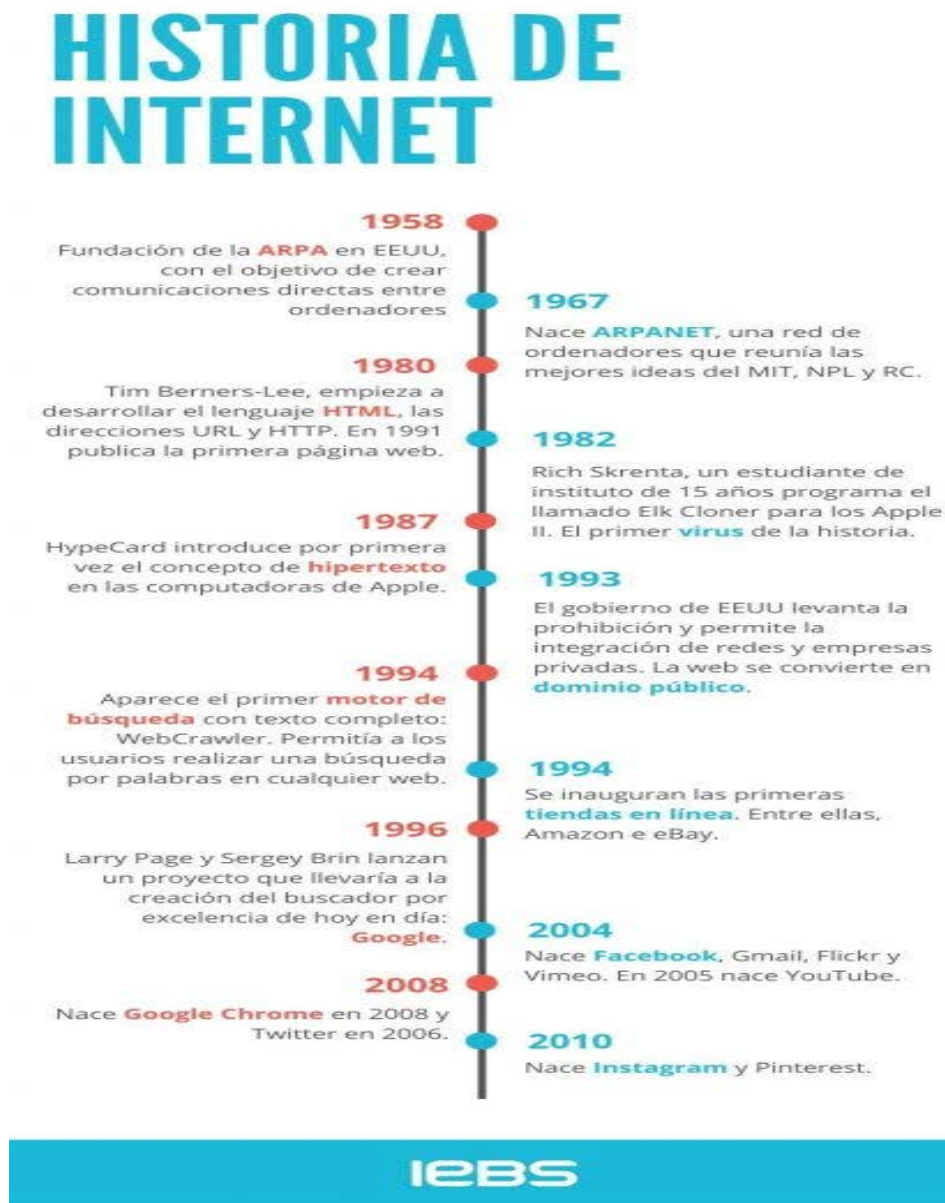 HISTORIA DE
INTERNET
1958
Fundación de la ARPA en EEUU,
con el objetivo de crear
comunicaciones directas entre
ordenadores
1967
Nace ARPANET, una red de
ordenadores que reunía las
mejores ideas del MIT, NPL y RC.
1980
Tim Berners-Lee, empieza a
desarrollar el lenguaje HTML, las
direcciones URL y HTTP. En 1991
publica la primera página web.
1982
Rich Skrenta, un estudiante de
instituto de 15 años programa el
llamado Elk Cloner para los Apple
II. El primer virus de la historia.
1987
HypeCard introduce por primera
vez el concepto de hipertexto
en las computadoras de Apple.
1993
El gobierno de EEUU levanta la
prohibición y permite la
integración de redes y empresas
privadas. La web se convierte en
dominio público.
1994
Aparece el primer motor de
búsqueda con texto completo:
WebCrawler. Permitía a los
usuarios realizar una búsqueda
por palabras en cualquier web.
1994
Se inauguran las primeras
tiendas en línea. Entre ellas,
Amazon e eBay.
1996
Larry Page y Sergey Brin lanzan
un proyecto que llevaría a la
creación del buscador por
excelencia de hoy en día:
Google.
2004
Nace Facebook, Gmail, Flickr y
Vimeo. En 2005 nace YouTube.
2008
Nace Google Chrome en 2008 y
Twitter en 2006.
2010
Nace Instagram y Pinterest.
IEBS